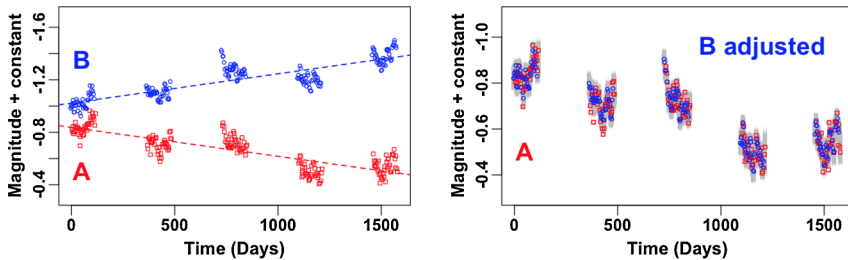 Magnitude + constant
-1.6
-1.2
-0.8
-0.4
B
A
0
500
1000
1500
Time (Days)
Magnitude + constant
-1.0
-0.8
-0.6
-0.4
B adjusted
A
0
500
1000
1500
Time (Days)